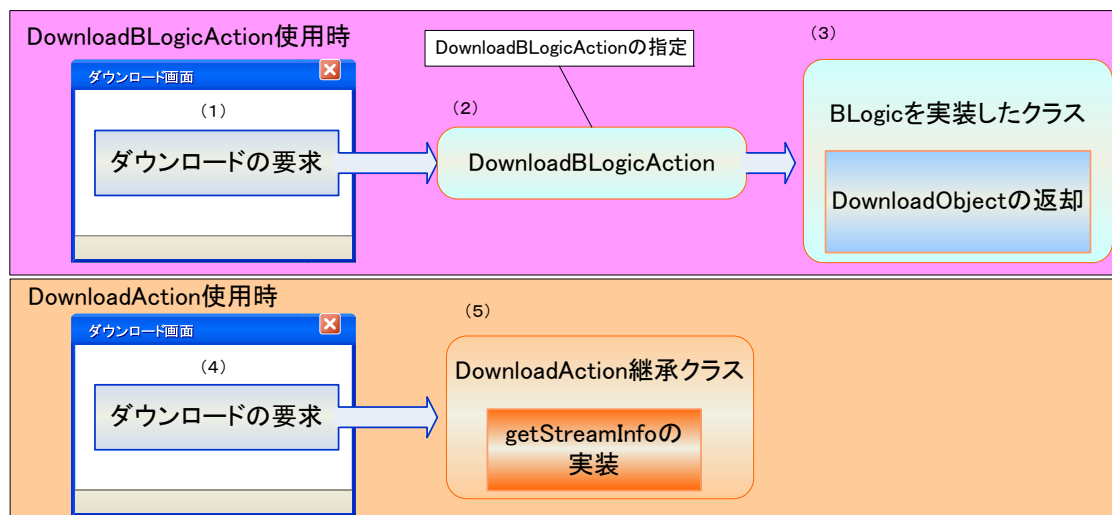 DownloadBLogicAction使用時
ダウンロード画面
(1)
ダウンロードの要求
DownloadBLogicActionの指定
(2)
DownloadBLogicAction
(3)
BLogicを実装したクラス
DownloadObjectの返却
DownloadAction使用時
ダウンロード画面
(4)
ダウンロードの要求
(5)
DownloadAction継承クラス
getStreamInfoの
実装